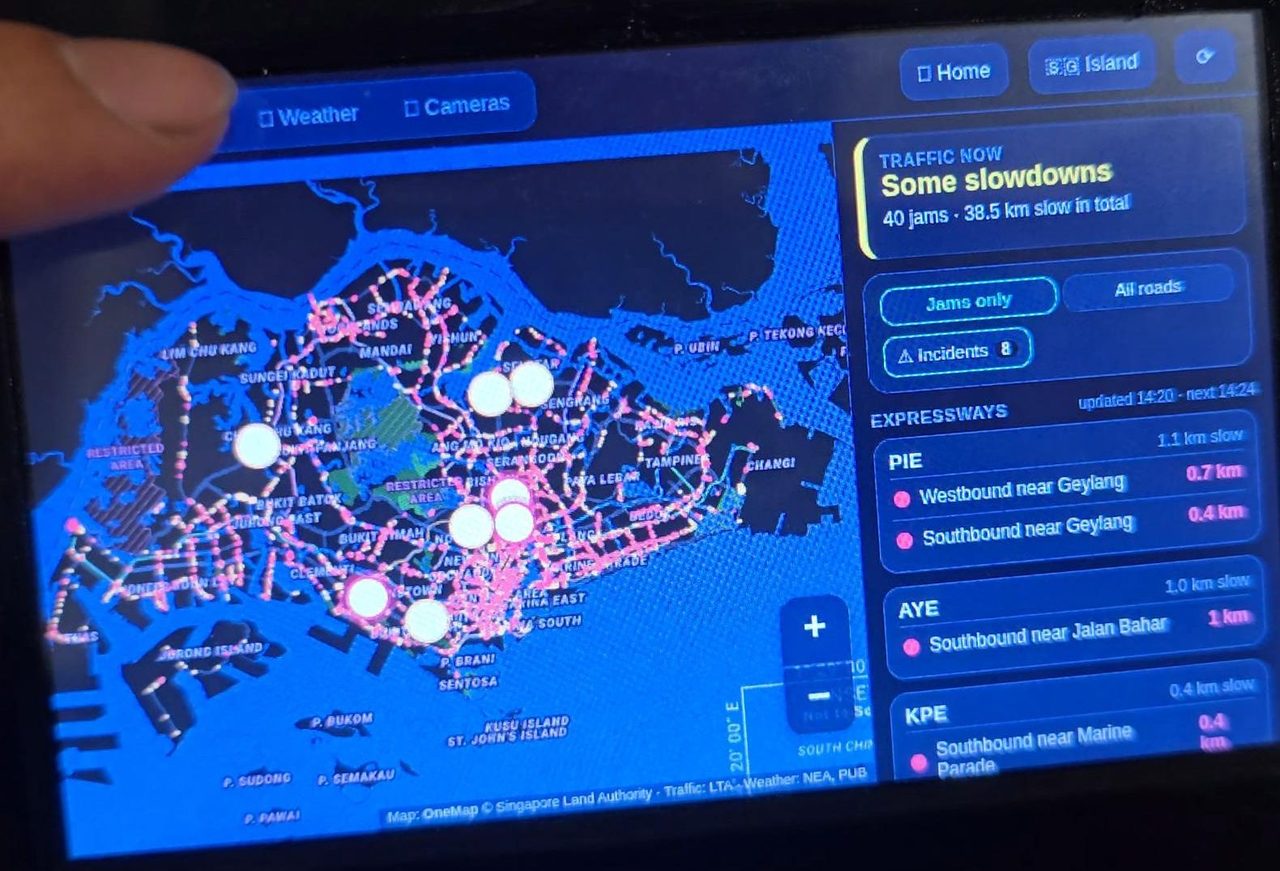 Weather
Cameras
Home
SG Island
TRAFFIC NOW
Some slowdowns
40 jams · 38.5 km slow in total
Jams only
All roads
⚠ Incidents 8
EXPRESSWAYS
updated 14:20 · next 14:24
PIE
1.1 km slow
Westbound near Geylang
0.7 km
Southbound near Geylang
0.4 km
AYE
1.0 km slow
Southbound near Jalan Bahar
1 km
KPE
0.4 km slow
Southbound near Marine
Parade
0.4
km
LIM CHU KANG
SUNGEI KADUT
MANDAI
P. UBIN
P. TEKONG
RESTRICTED
AREA
SERANGOON
TAMPINES
CHANGI
PAYA LEBAR
RESTRICTED
AREA
BUKIT BATOK
CLEMENTI
JURONG ISLAND
P. BRANI
SENTOSA
P. BUKOM
KUSU ISLAND
ST. JOHN'S ISLAND
P. SUDONG
P. SEMAKAU
P. PAWAI
+
−
20' 00" E
SOUTH
Map: OneMap © Singapore Land Authority · Traffic: LTA · Weather: NEA, PUB